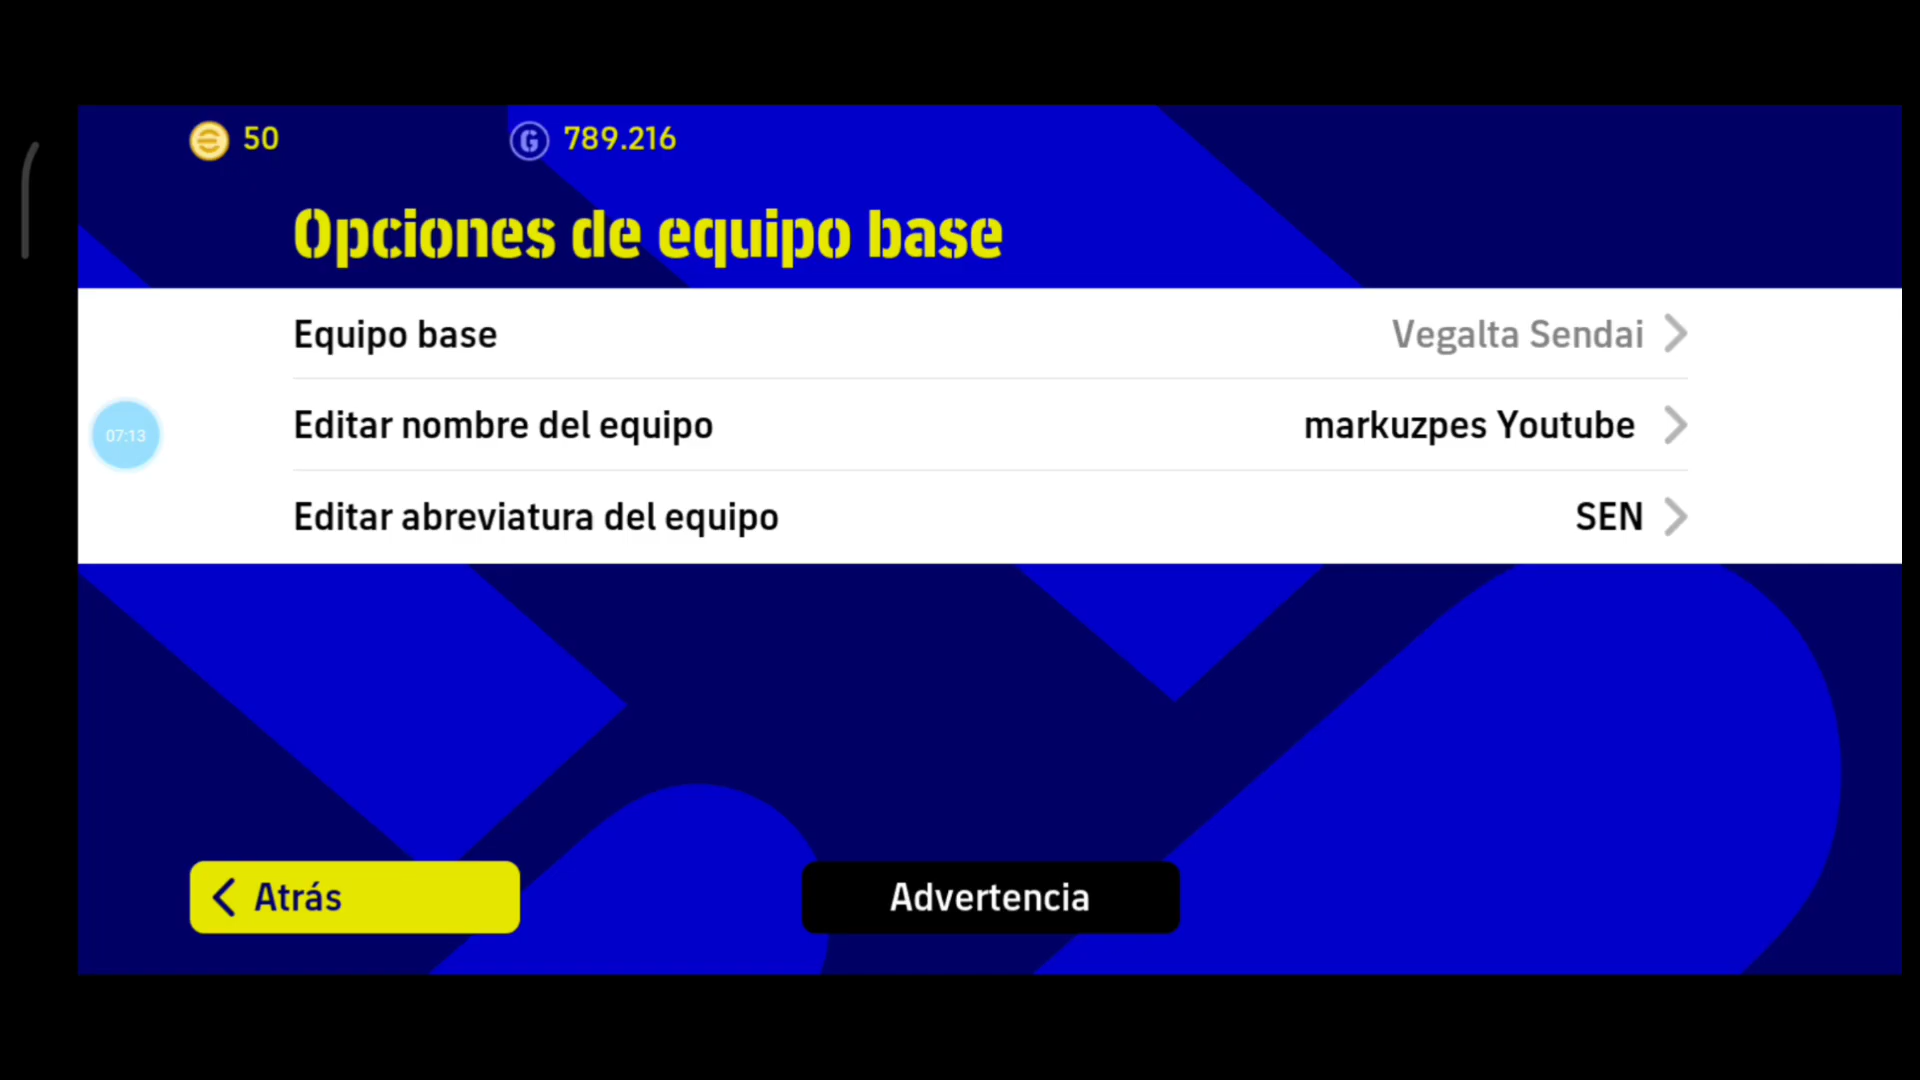 50
G 789.216
Opciones de equipo base
Equipo base Vegalta Sendai
07:13
Editar nombre del equipo markuzpes Youtube
Editar abreviatura del equipo SEN
Atrás
Advertencia